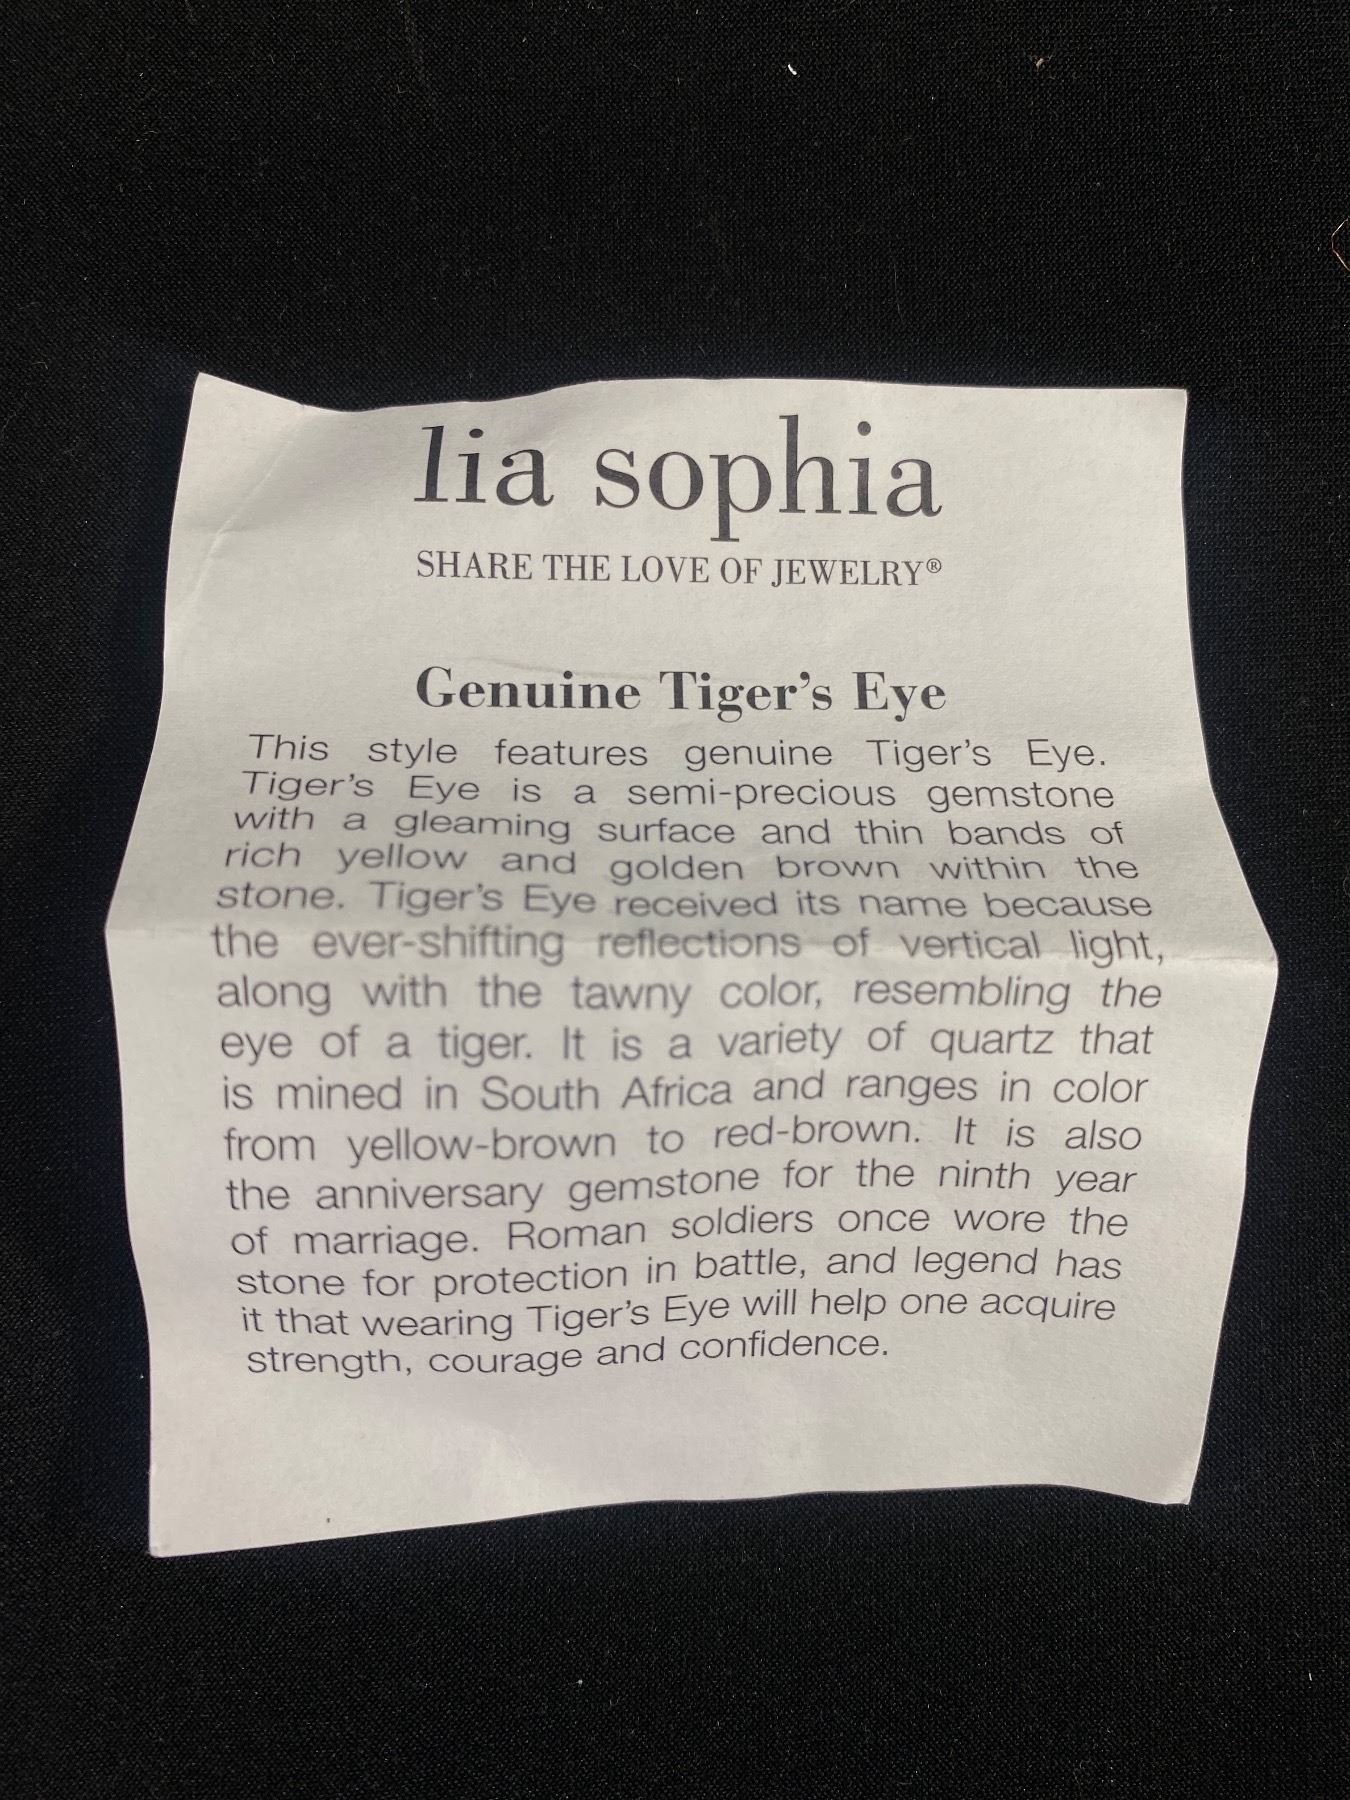 lia sophia
SHARE THE LOVE OF JEWELRY®
Genuine Tiger's Eye
This style features genuine Tiger's Eye.
Tiger's Eye is a semi-precious gemstone
with a gleaming surface and thin bands of
rich yellow and golden brown within the
stone. Tiger's Eye received its name because
the ever-shifting reflections of vertical light,
along with the tawny color, resembling the
eye of a tiger. It is a variety of quartz that
is mined in South Africa and ranges in color
from yellow-brown to red-brown. It is also
the anniversary gemstone for the ninth year
of marriage. Roman soldiers once wore the
stone for protection in battle, and legend has
it that wearing Tiger's Eye will help one acquire
strength, courage and confidence.